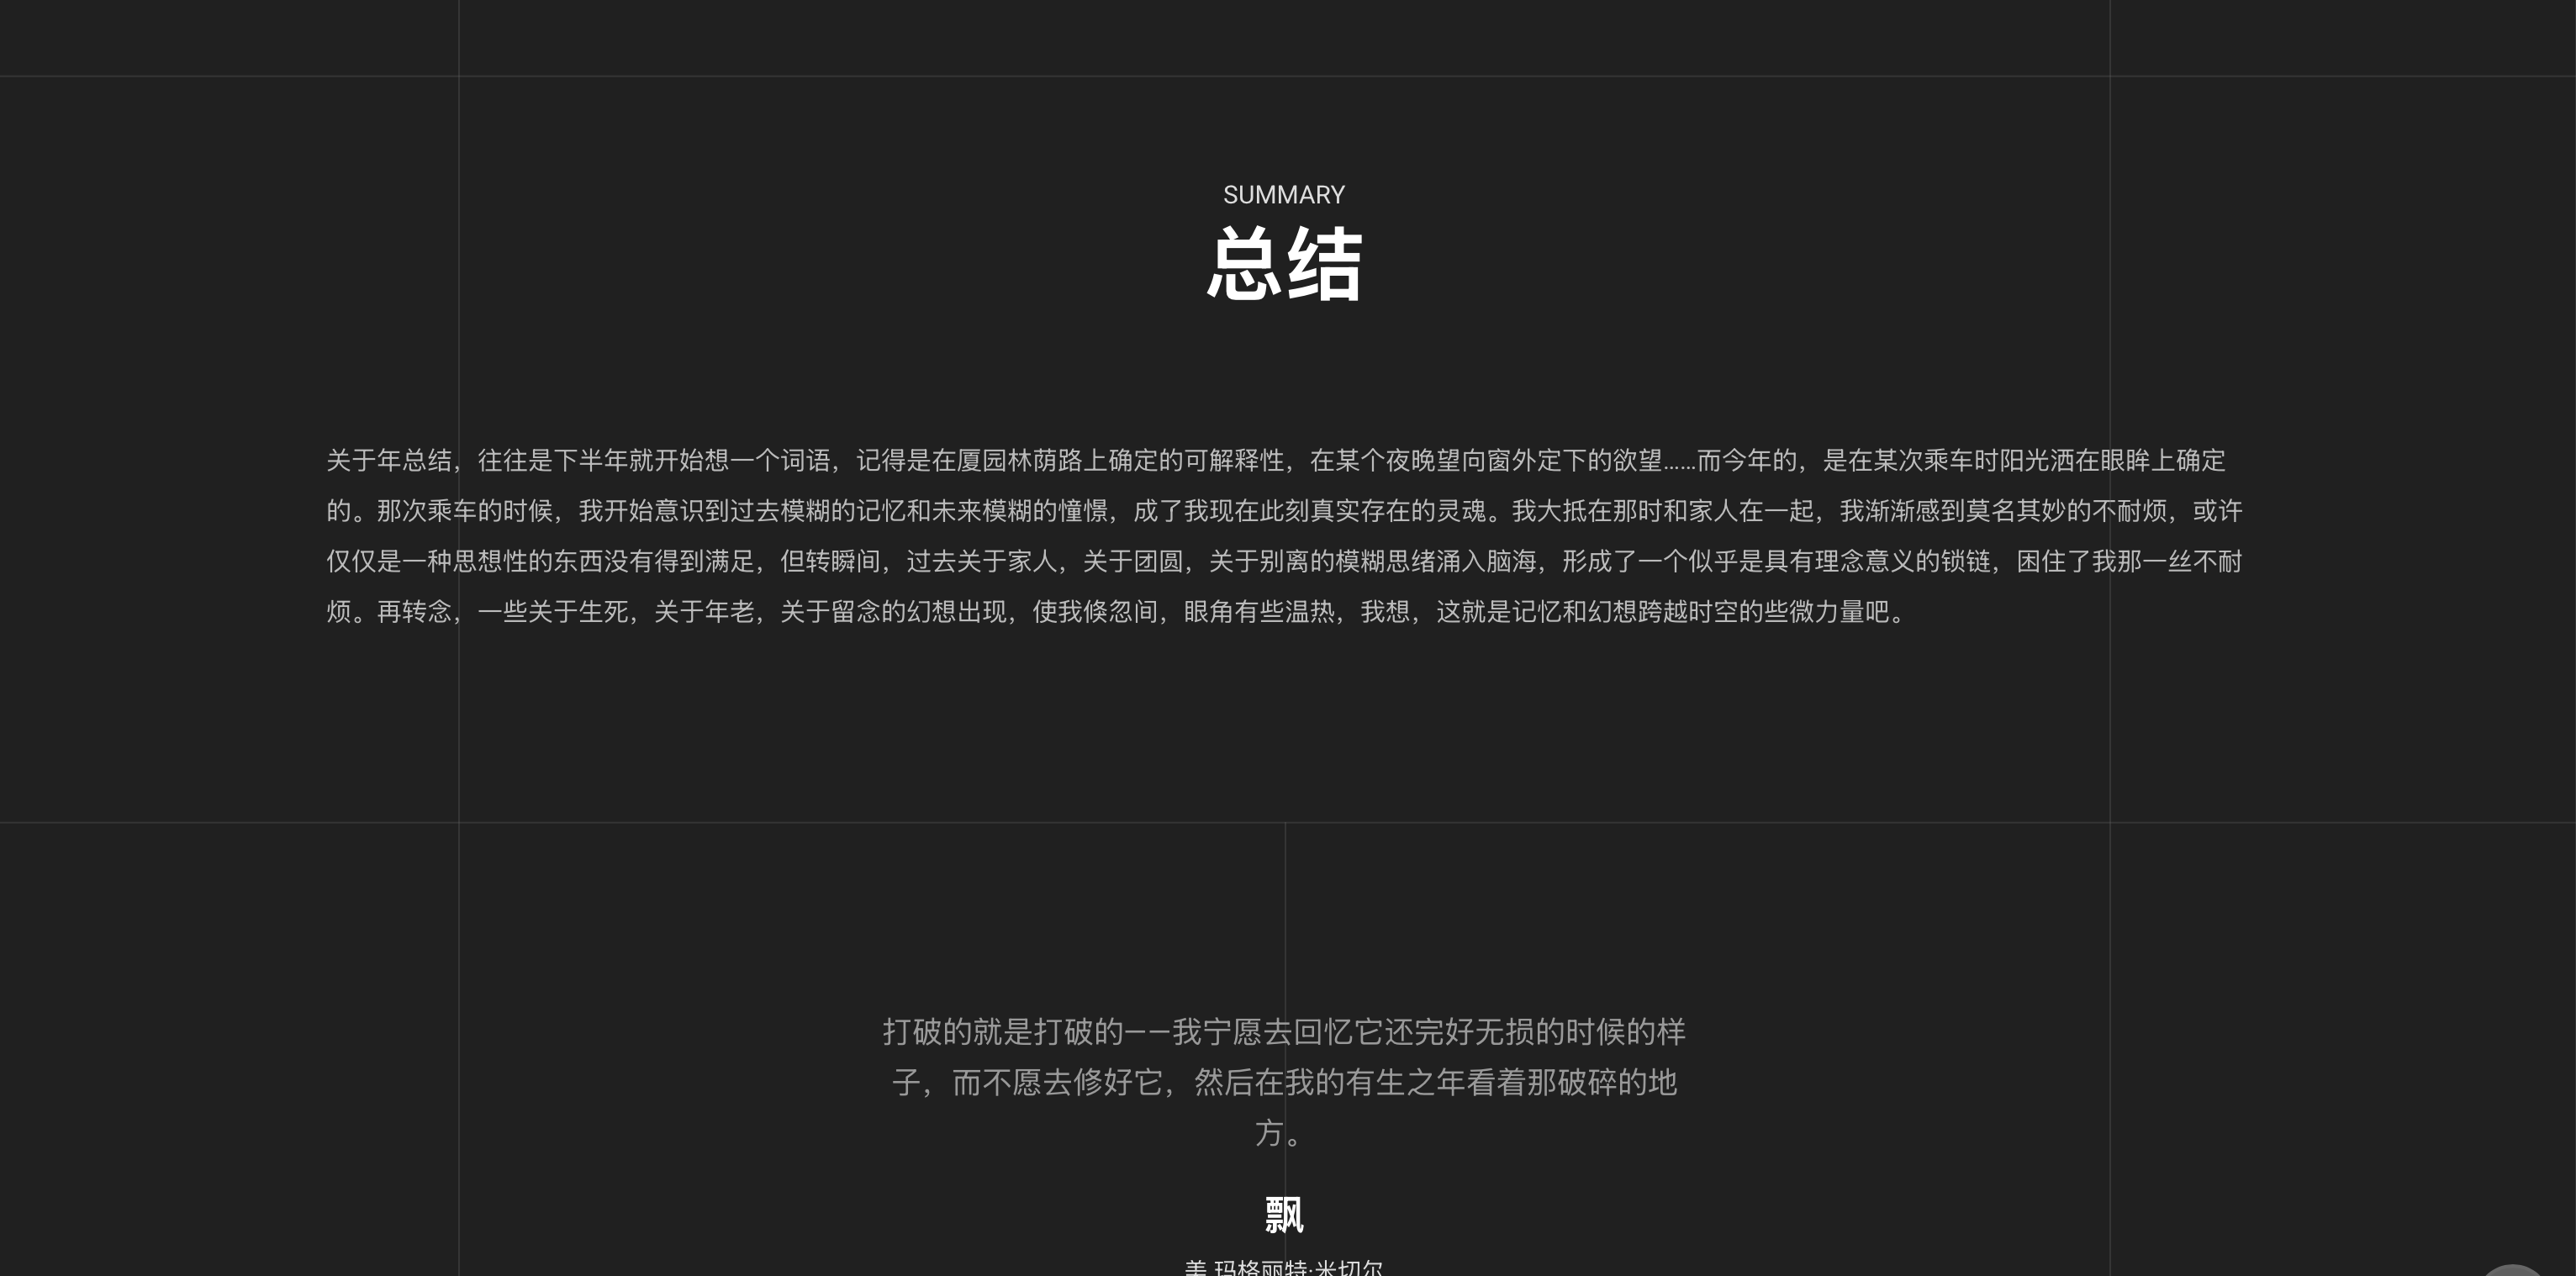 SUMMARY
总结
关于年总结，往往是下半年就开始想一个词语，记得是在厦园林荫路上确定的可解释性，在某个夜晚望向窗外定下的欲望……而今年的，是在某次乘车时阳光洒在眼眸上确定
的。那次乘车的时候，我开始意识到过去模糊的记忆和未来模糊的憧憬，成了我现在此刻真实存在的灵魂。我大抵在那时和家人在一起，我渐渐感到莫名其妙的不耐烦，或许
仅仅是一种思想性的东西没有得到满足，但转瞬间，过去关于家人，关于团圆，关于别离的模糊思绪涌入脑海，形成了一个似乎是具有理念意义的锁链，困住了我那一丝不耐
烦。再转念，一些关于生死，关于年老，关于留念的幻想出现，使我倏忽间，眼角有些温热，我想，这就是记忆和幻想跨越时空的些微力量吧。
打破的就是打破的——我宁愿去回忆它还完好无损的时候的样
子，而不愿去修好它，然后在我的有生之年看着那破碎的地
方。
飘
美 玛格丽特·米切尔